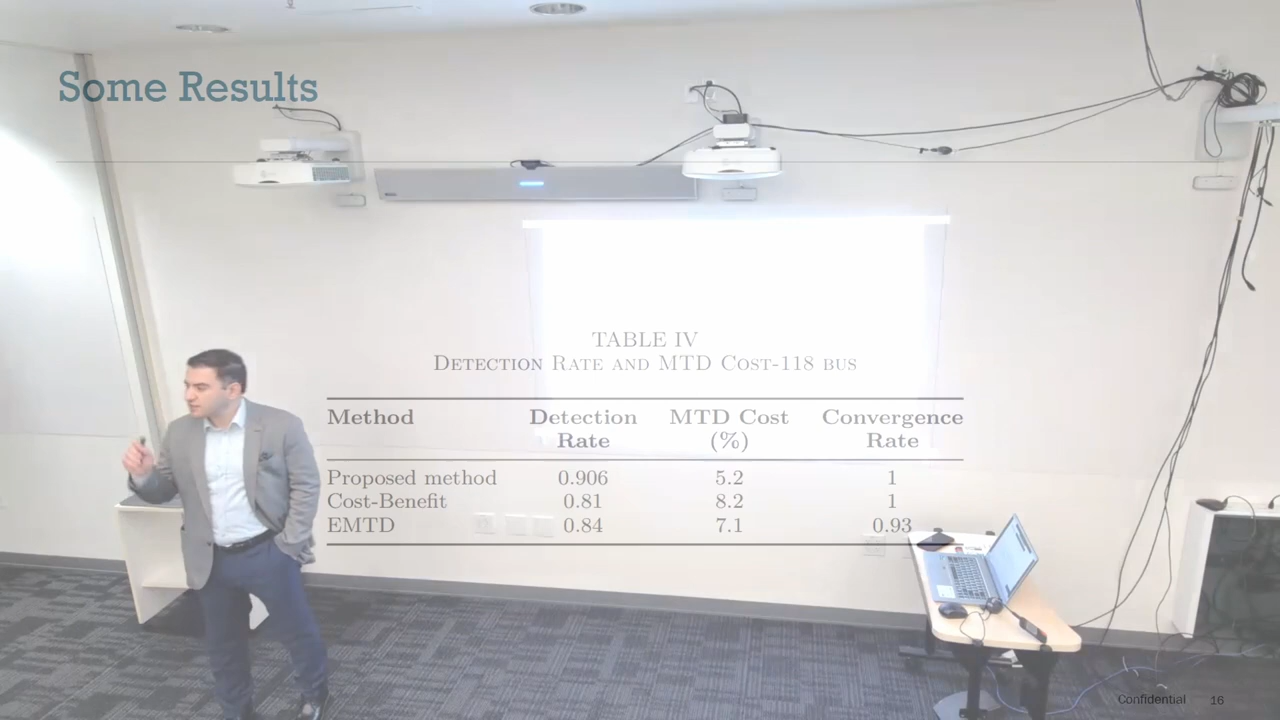 Some Results
TABLE IV
DETECTION RATE AND MTD COST-118 BUS
Method Detection Rate MTD Cost (%) Convergence Rate
Proposed method 0.906 5.2 1
Cost-Benefit 0.81 8.2 1
EMTD 0.84 7.1 0.93
Confidential 16